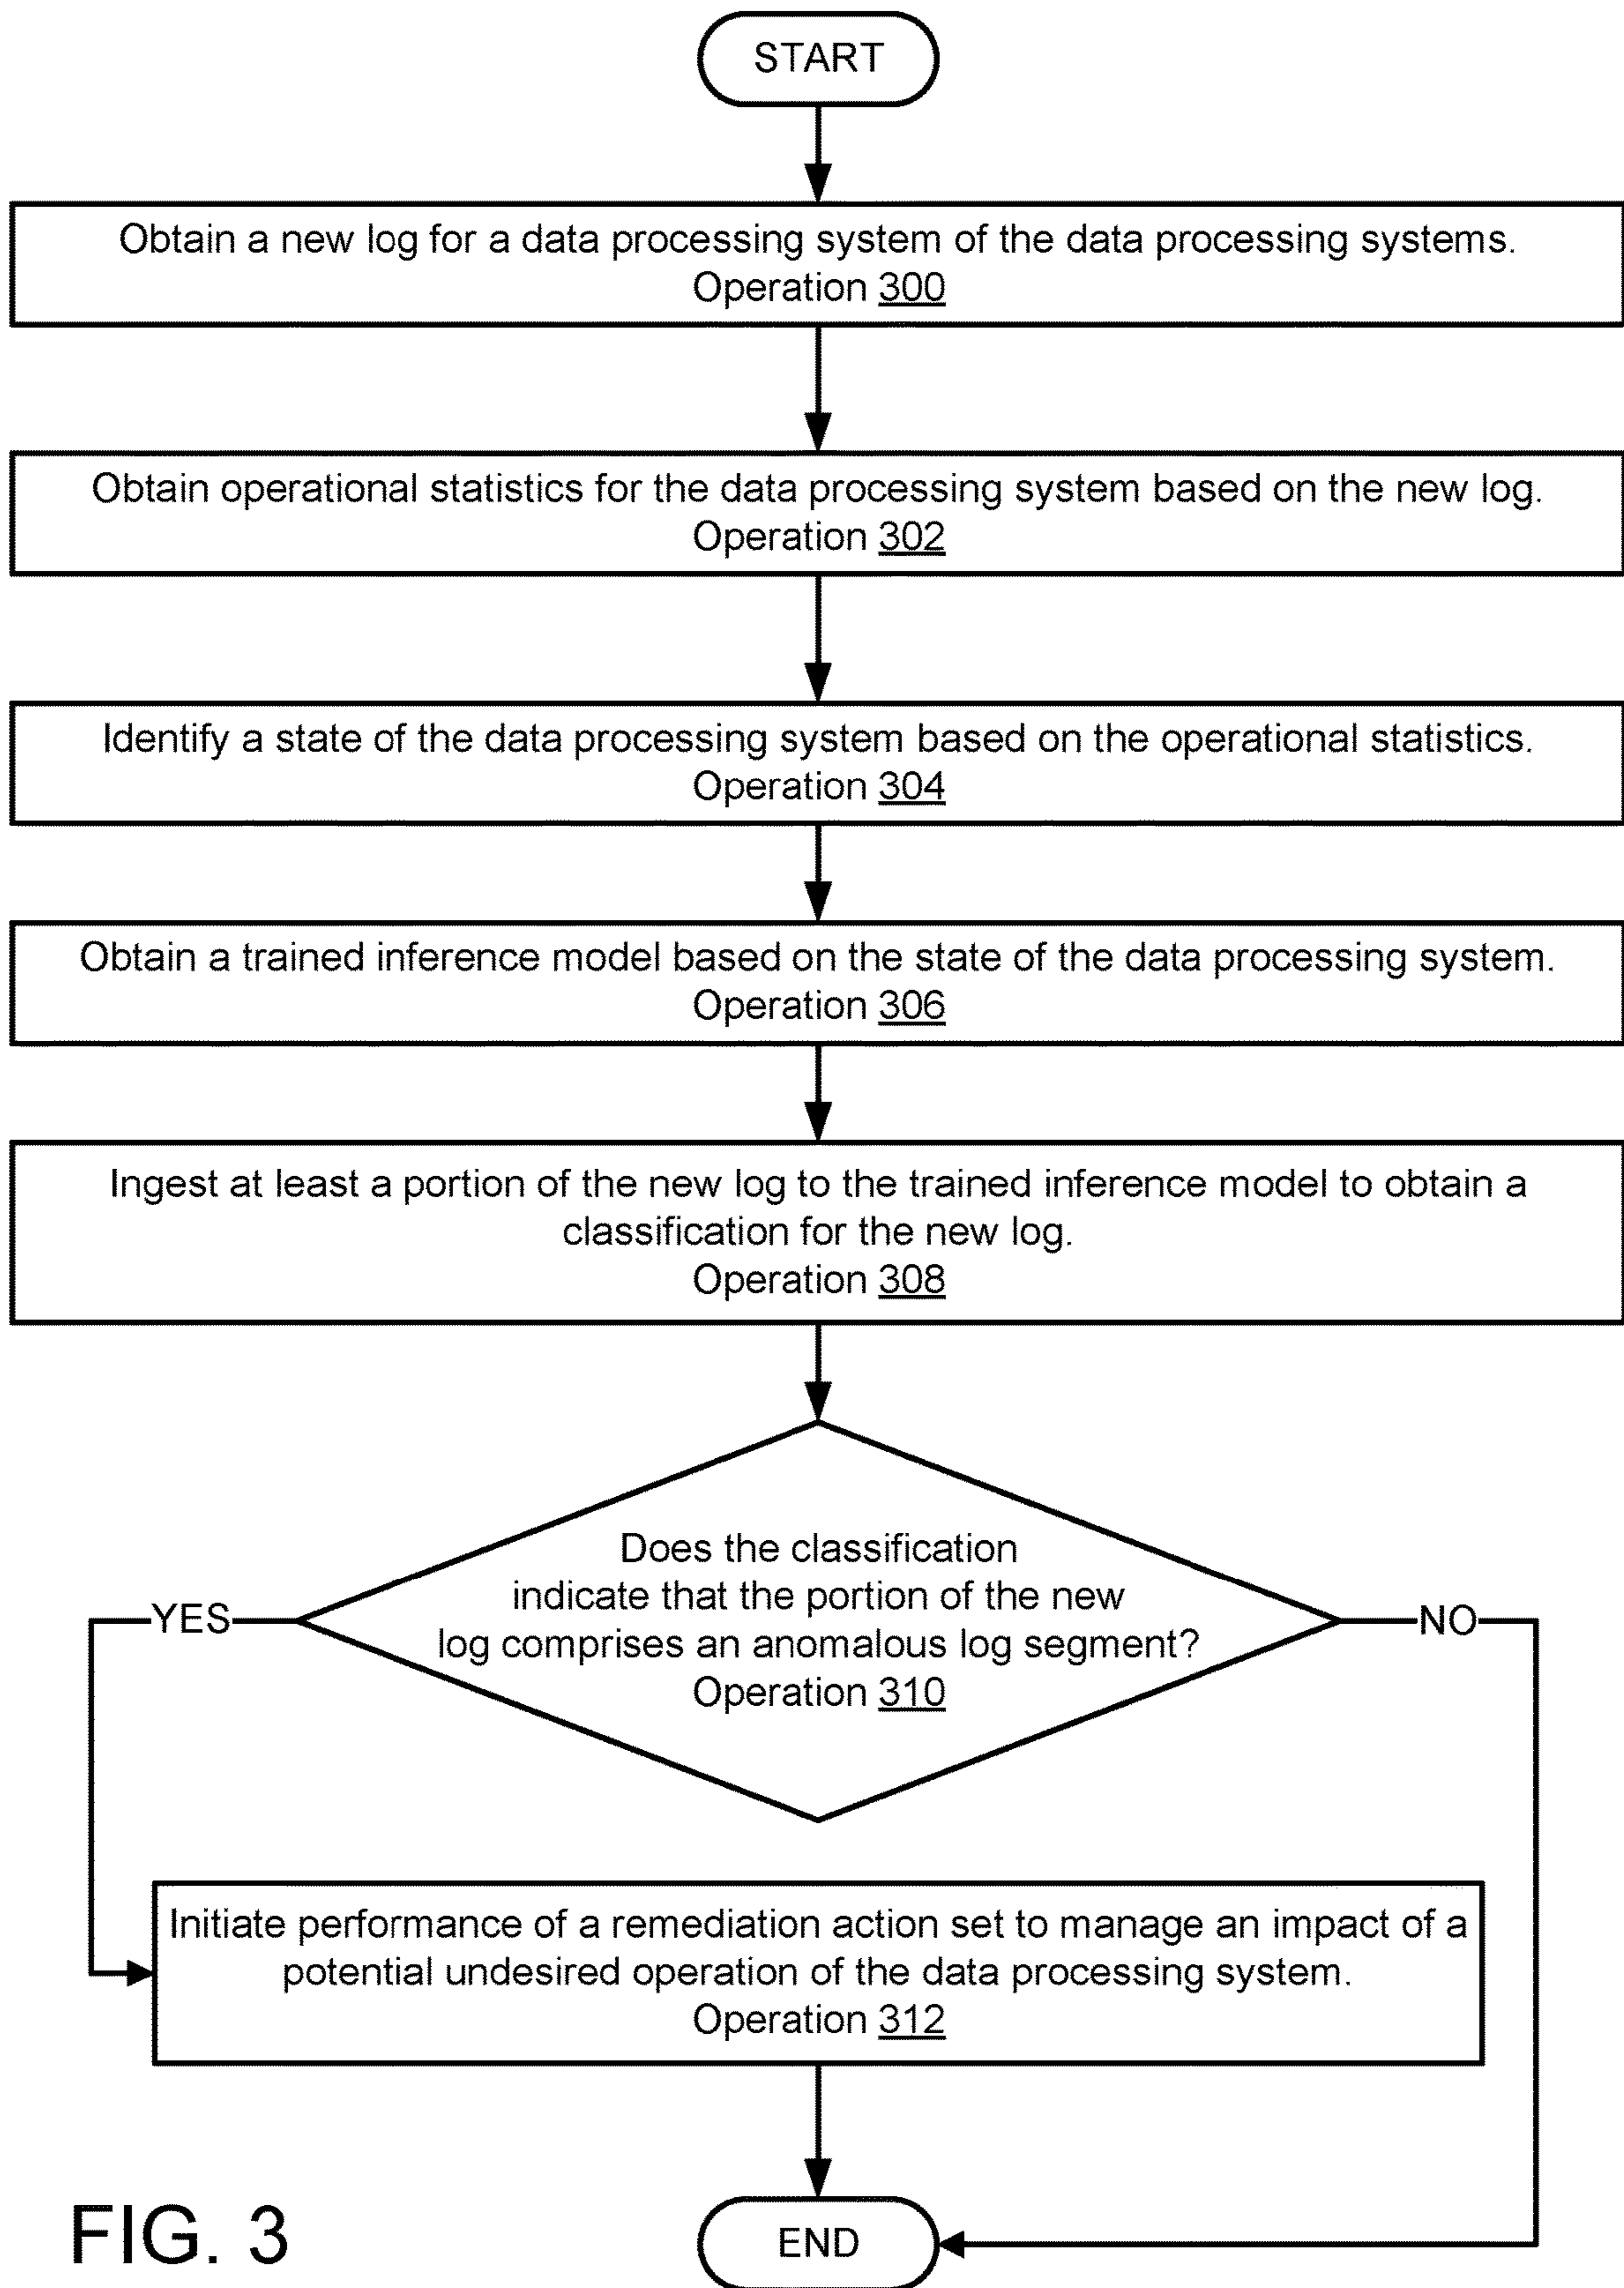 START
Obtain a new log for a data processing system of the data processing systems.
Operation 300
Obtain operational statistics for the data processing system based on the new log.
Operation 302
Identify a state of the data processing system based on the operational statistics.
Operation 304
Obtain a trained inference model based on the state of the data processing system.
Operation 306
Ingest at least a portion of the new log to the trained inference model to obtain a
classification for the new log.
Operation 308
Does the classification
indicate that the portion of the new
log comprises an anomalous log segment?
Operation 310
YES
NO
Initiate performance of a remediation action set to manage an impact of a
potential undesired operation of the data processing system.
Operation 312
END
FIG. 3